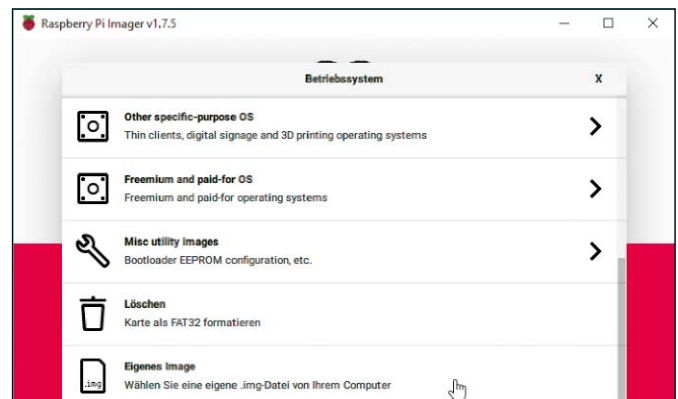 Raspberry Pi Imager v1.7.5
Betriebssystem
X
Other specific-purpose OS
Thin clients, digital signage and 3D printing operating systems
Freemium and paid-for OS
Freemium and paid-for operating systems
Misc utility images
Bootloader EEPROM configuration, etc.
Löschen
Karte als FAT32 formatieren
Eigenes Image
.img
Wählen Sie eine eigene .img-Datei von Ihrem Computer